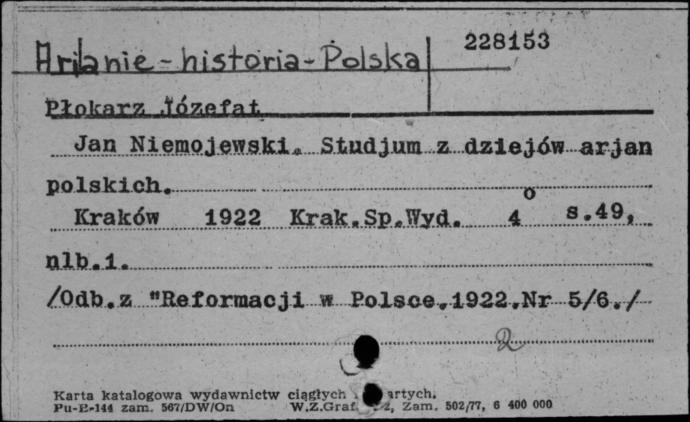 Arianie - historia - Polska 228153
Płokarz Józefat
Jan Niemojewski. Studjum z dziejów arjan
polskich.
Kraków 1922 Krak.Sp.Wyd. 4° s.49,
nlb.1.
/Odb.z "Reformacji w Polsce.1922.Nr 5/6./
2
Karta katalogowa wydawnictw ciągłych
Pu-E-144 zam. 567/DW/On W.Z.Graf. Zam. 502/77, 6 400 000